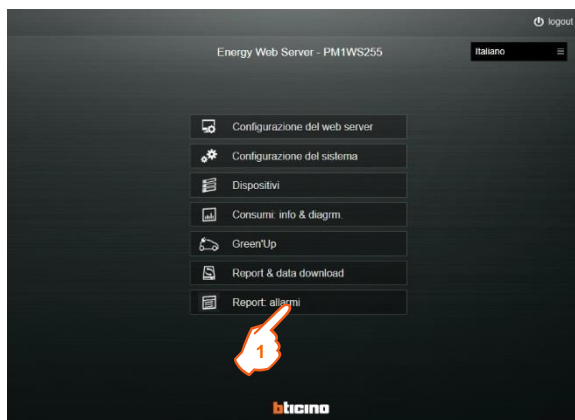 logout
Energy Web Server - PM1WS255
Italiano
Configurazione del web server
Configurazione del sistema
Dispositivi
Consumi: info & diagrm.
Green'Up
Report & data download
Report: allarmi
1
bticino